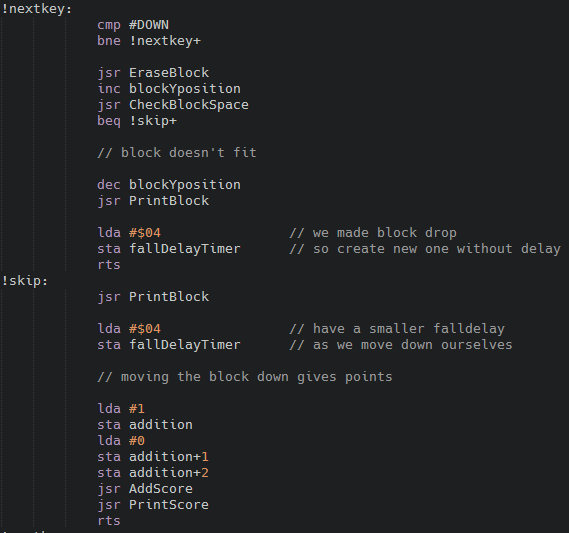 !nextkey:
cmp #DOWN
bne !nextkey+
jsr EraseBlock
inc blockYposition
jsr CheckBlockSpace
beq !skip+
// block doesn't fit
dec blockYposition
jsr PrintBlock
lda #$04 // we made block drop
sta fallDelayTimer // so create new one without delay
rts
!skip:
jsr PrintBlock
lda #$04 // have a smaller falldelay
sta fallDelayTimer // as we move down ourselves
// moving the block down gives points
lda #1
sta addition
lda #0
sta addition+1
sta addition+2
jsr AddScore
jsr PrintScore
rts